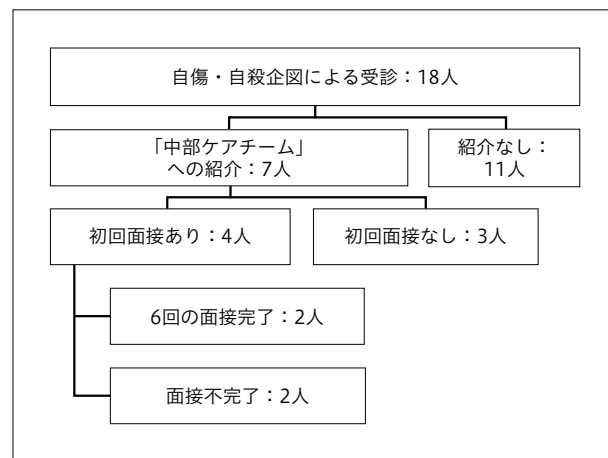 自傷・自殺企図による受診：18人
「中部ケアチーム」
への紹介：7人
紹介なし：
11人
初回面接あり：4人
初回面接なし：3人
6回の面接完了：2人
面接不完了：2人